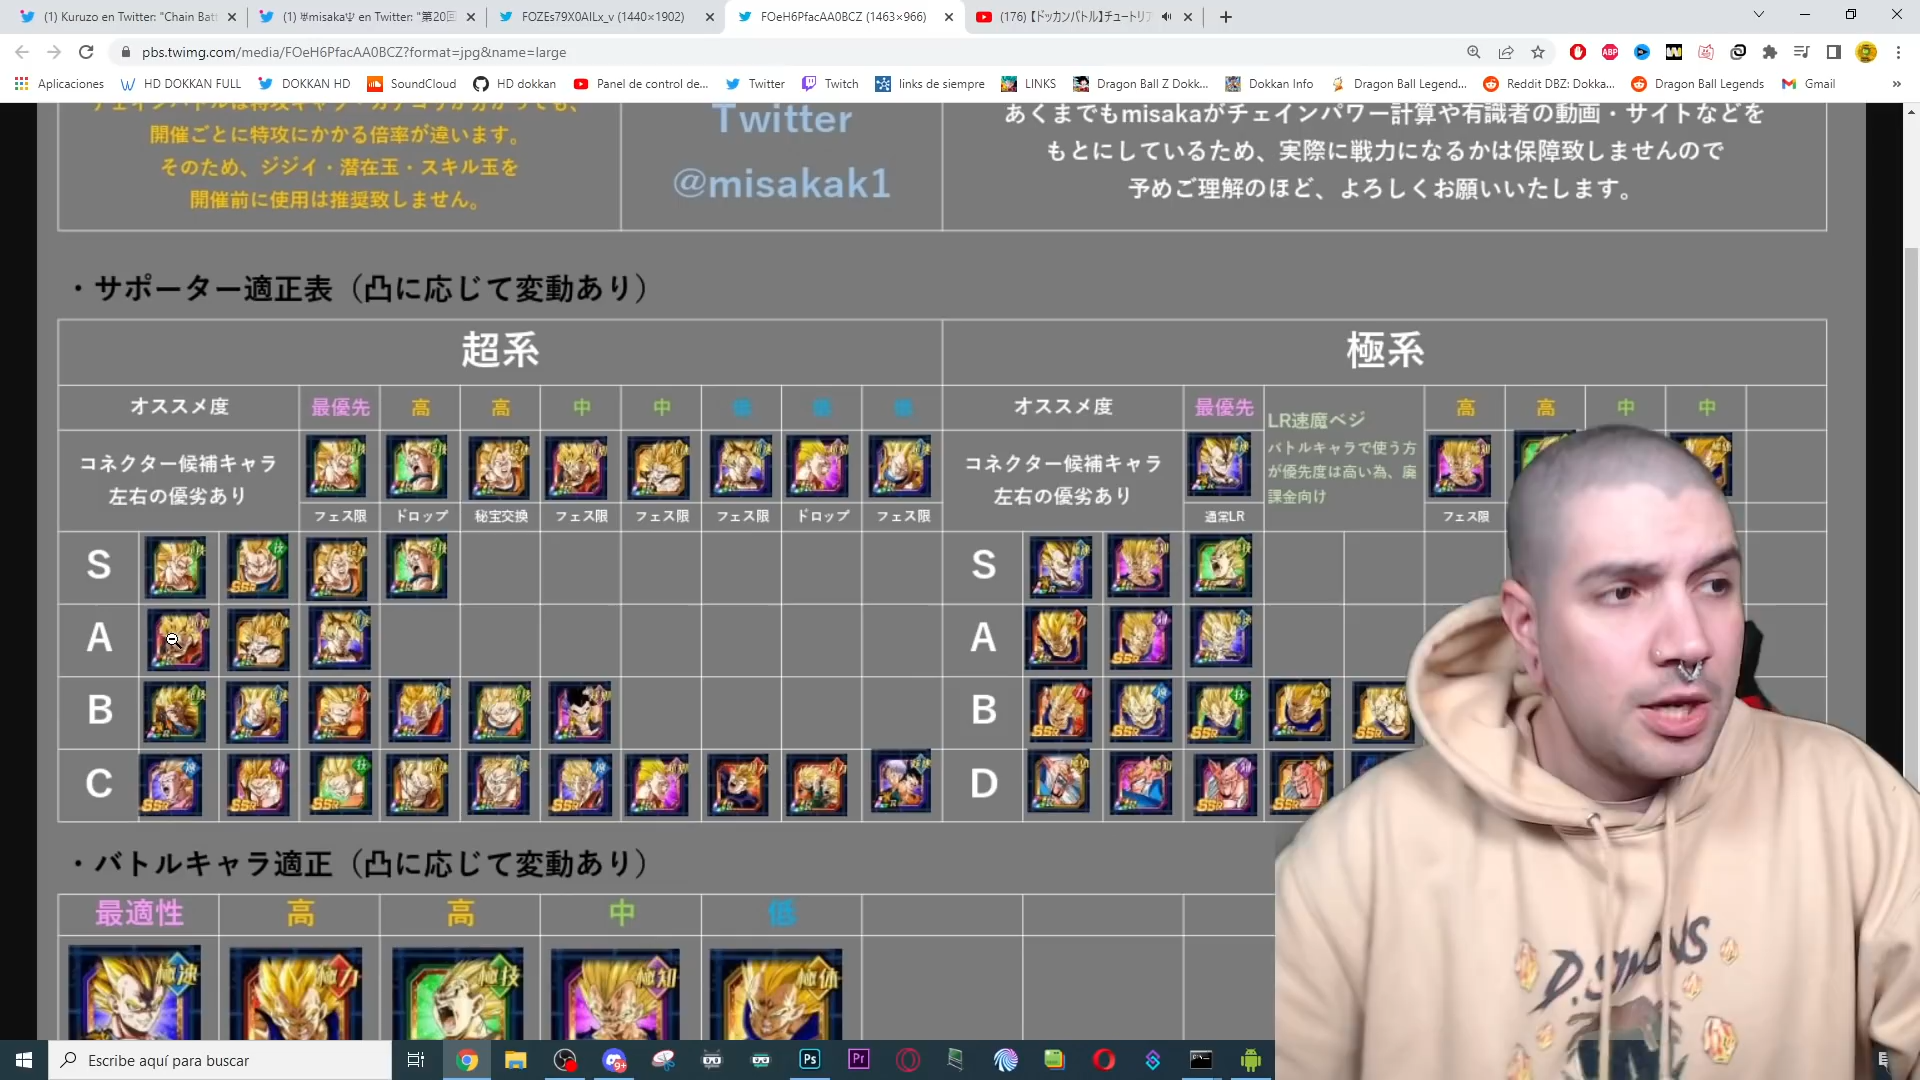 (1) Kuruzo en Twitter: "Chain Bat
(1) ♅misakaΨ en Twitter: "第20回
FOZEs79X0AILx_v (1440×1902)
FOeH6PfacAA0BCZ (1463×966)
(176)【ドッカンバトル】チュートリア
pbs.twimg.com/media/FOeH6PfacAA0BCZ?format=jpg&name=large
Aplicaciones
HD DOKKAN FULL
DOKKAN HD
SoundCloud
HD dokkan
Panel de control de...
Twitter
Twitch
links de siempre
LINKS
Dragon Ball Z Dokk...
Dokkan Info
Dragon Ball Legend...
Reddit DBZ: Dokka...
Dragon Ball Legends
Gmail
»
開催ごとに特攻にかかる倍率が違います。
そのため、ジジイ・潜在玉・スキル玉を
開催前に使用は推奨致しません。
Twitter
@misakak1
あくまでもmisakaがチェインパワー計算や有識者の動画・サイトなどを
もとにしているため、実際に戦力になるかは保障致しませんので
予めご理解のほど、よろしくお願いいたします。
・サポーター適正表（凸に応じて変動あり）
超系
極系
オススメ度 最優先 高 高 中 中 低 低 低
オススメ度 最優先 高 高 中 中
コネクター候補キャラ
左右の優劣あり
フェス限 ドロップ 秘宝交換 フェス限 フェス限 フェス限 ドロップ フェス限
コネクター候補キャラ
左右の優劣あり
通常LR
LR速魔ベジ
バトルキャラで使う方
が優先度は高い為、廃
課金向け
フェス限
S
S
A
A
B
B
C
D
・バトルキャラ適正（凸に応じて変動あり）
最適性 高 高 中 低
極速 極力 極技 極知 極体
D
Escribe aquí para buscar